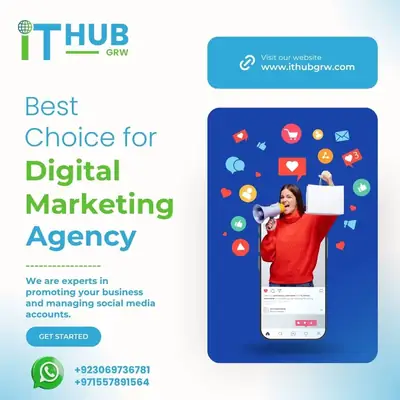 iT HUB
GRW
Visit our website
www.ithubgrw.com
Best
Choice for
Digital
Marketing
Agency
We are experts in
promoting your business
and managing social media
accounts.
GET STARTED
+923069736781
+971557891564